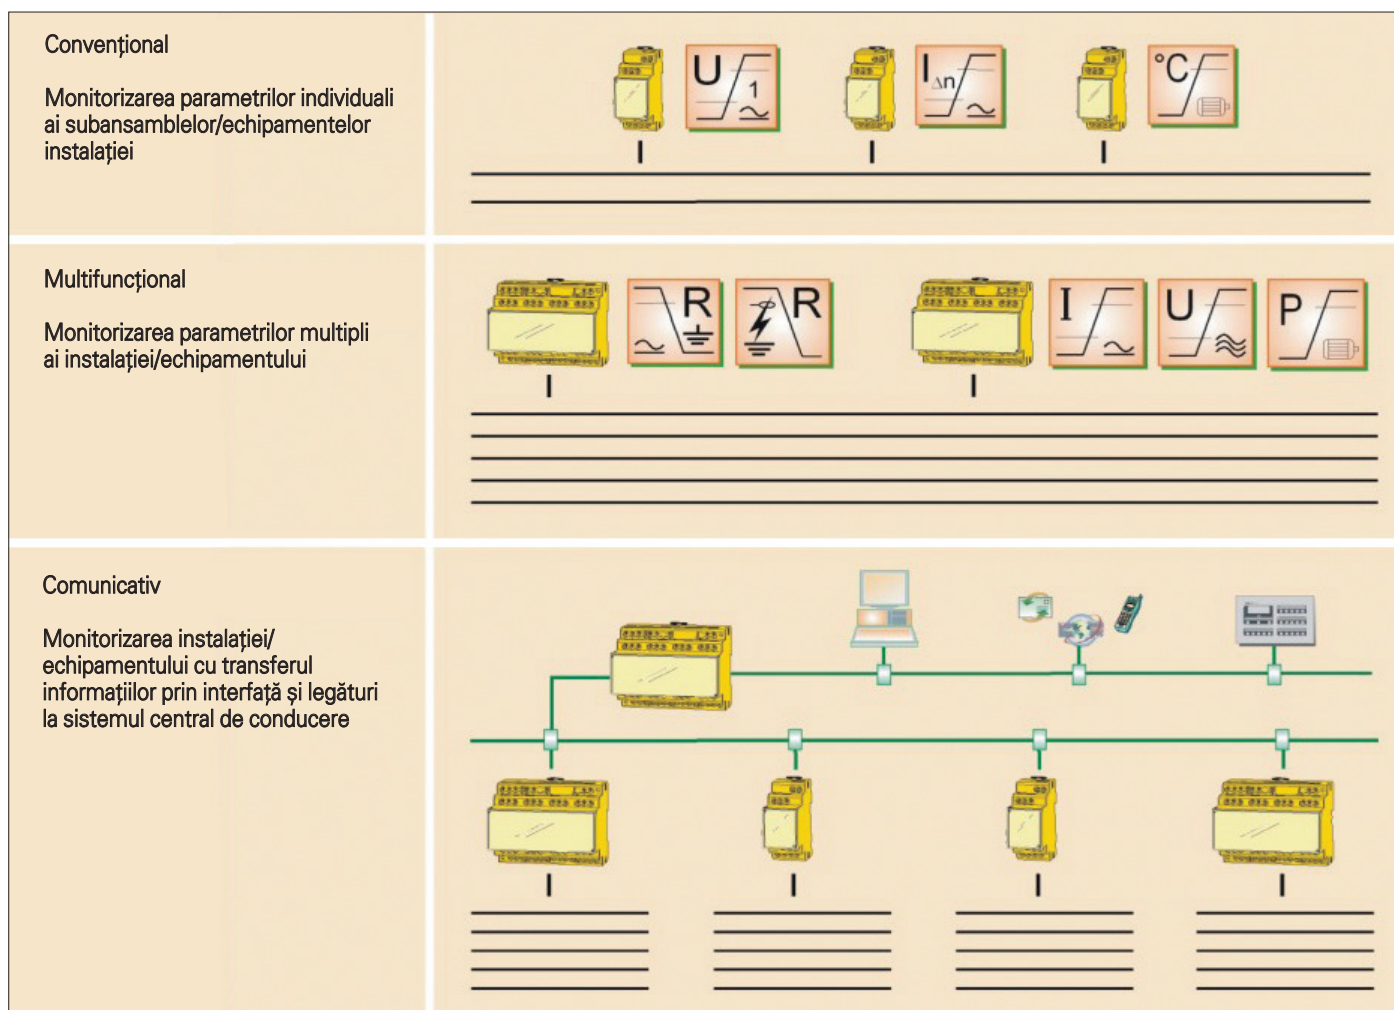 Convențional
Monitorizarea parametrilor individuali
ai subansamblelor/echipamentelor
instalației
U
1
IΔn
°C
Multifuncțional
Monitorizarea parametrilor multipli
ai instalației/echipamentului
R
R
I
U
P
Comunicativ
Monitorizarea instalației/
echipamentului cu transferul
informațiilor prin interfață și legături
la sistemul central de conducere